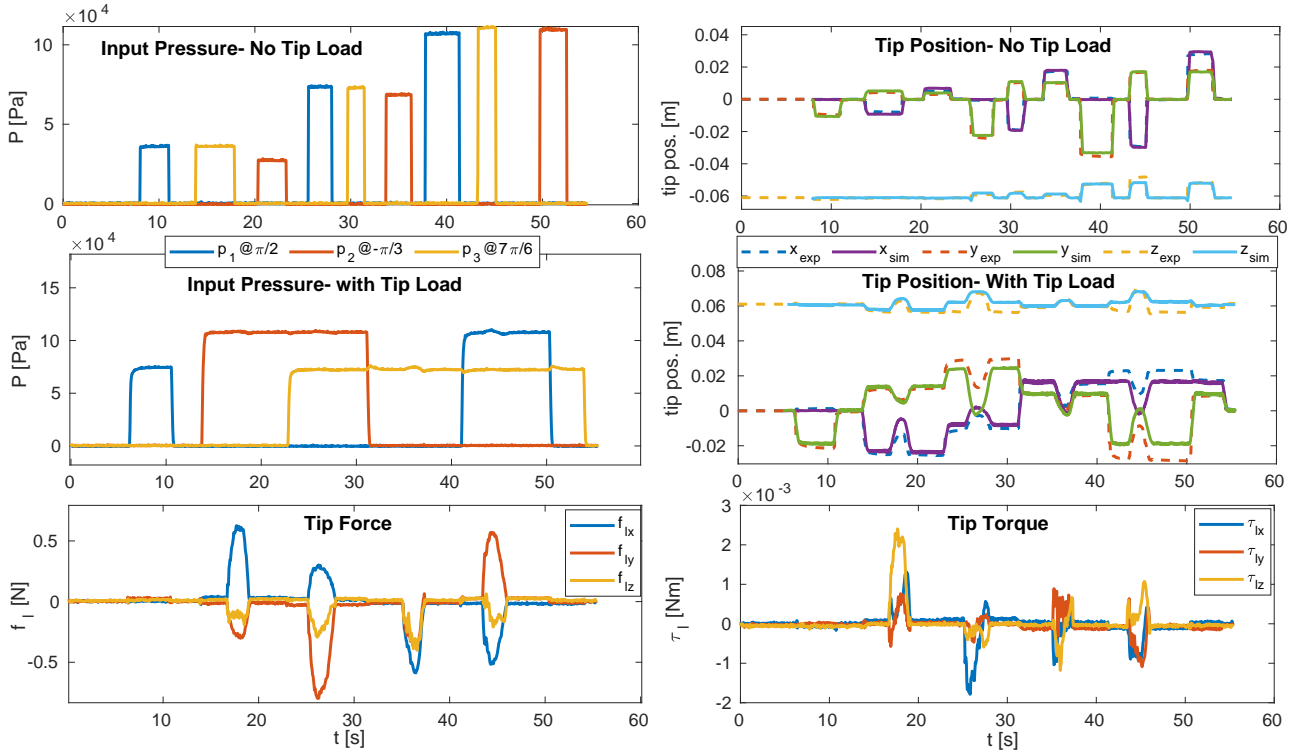 ×10^4
Input Pressure- No Tip Load
P [Pa]
10
5
0
0 10 20 30 40 50 60
Tip Position- No Tip Load
tip pos. [m]
0.04
0.02
0
-0.02
-0.04
-0.06
0 10 20 30 40 50 60
×10^4
p_1@π/2 p_2@-π/3 p_3@7π/6
Input Pressure- with Tip Load
P [Pa]
15
10
5
0
0 10 20 30 40 50 60
x_exp x_sim y_exp y_sim z_exp z_sim
Tip Position- With Tip Load
tip pos. [m]
0.08
0.06
0.04
0.02
0
-0.02
0 10 20 30 40 50 60
Tip Force
f_lx
f_ly
f_lz
f_l [N]
0.5
0
-0.5
10 20 30 40 50 60
t [s]
×10^-3
Tip Torque
τ_lx
τ_ly
τ_lz
τ_l [Nm]
3
2
1
0
-1
-2
0 10 20 30 40 50 60
t [s]